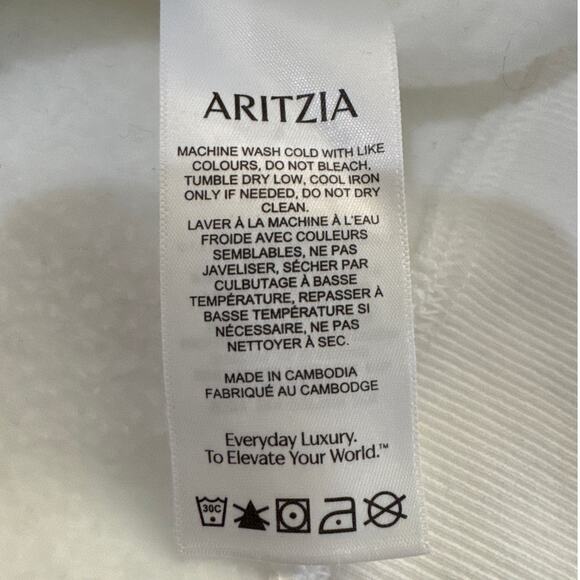 ARITZIA
MACHINE WASH COLD WITH LIKE
COLOURS, DO NOT BLEACH,
TUMBLE DRY LOW, COOL IRON
ONLY IF NEEDED, DO NOT DRY
CLEAN.
LAVER À LA MACHINE À L'EAU
FROIDE AVEC COULEURS
SEMBLABLES, NE PAS
JAVELISER, SÉCHER PAR
CULBUTAGE À BASSE
TEMPÉRATURE, REPASSER À
BASSE TEMPÉRATURE SI
NÉCESSAIRE, NE PAS
NETTOYER À SEC.
MADE IN CAMBODIA
FABRIQUÉ AU CAMBODGE
Everyday Luxury.
To Elevate Your World.™
30C